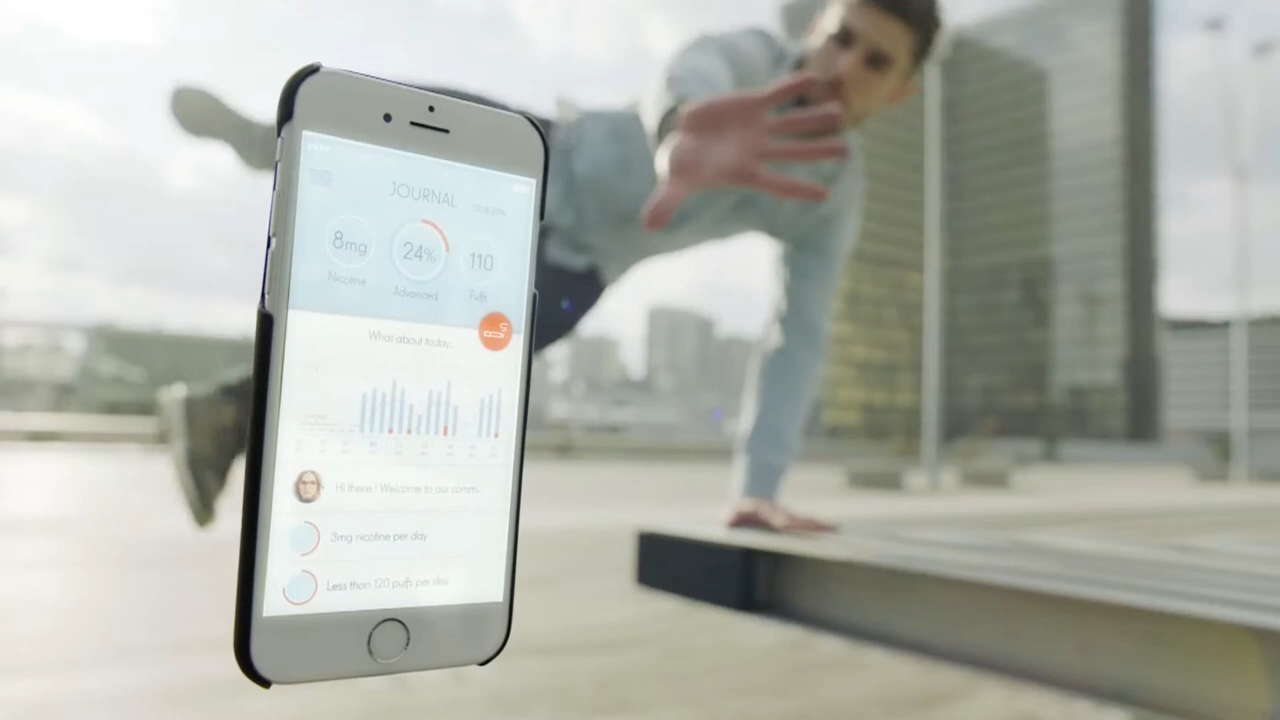 JOURNAL
8mg
24%
110
Nicotine
Advanced
Puffs
What about today...
Hi there ! Welcome to our comm...
3mg nicotine per day
Less than 120 puffs per day